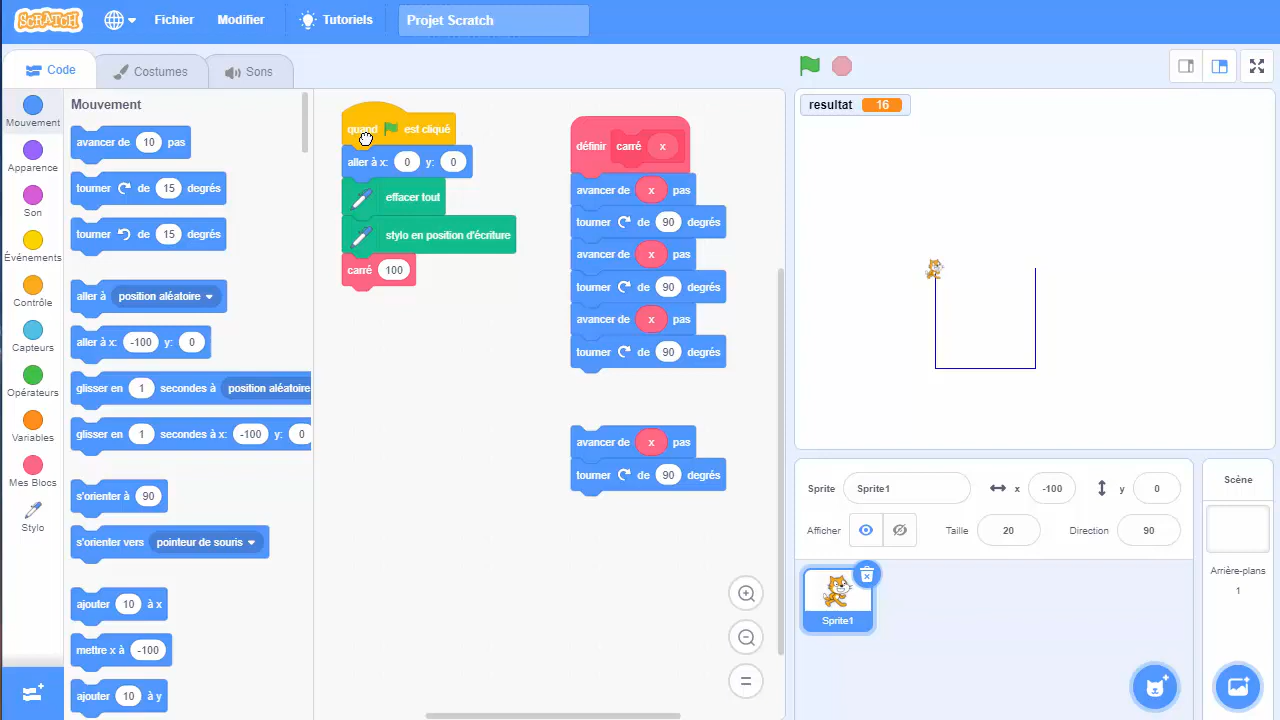 SCRATCH
Fichier
Modifier
Tutoriels
Projet Scratch
Code
Costumes
Sons
Mouvement
Apparence
Son
Événements
Contrôle
Capteurs
Opérateurs
Variables
Mes Blocs
Stylo
Mouvement
avancer de 10 pas
tourner de 15 degrés
tourner de 15 degrés
aller à position aléatoire
aller à x: -100 y: 0
glisser en 1 secondes à position aléatoire
glisser en 1 secondes à x: -100 y: 0
s'orienter à 90
s'orienter vers pointeur de souris
ajouter 10 à x
mettre x à -100
ajouter 10 à y
quand est cliqué
aller à x: 0 y: 0
effacer tout
stylo en position d'écriture
carré 100
définir carré x
avancer de x pas
tourner de 90 degrés
avancer de x pas
tourner de 90 degrés
avancer de x pas
tourner de 90 degrés
avancer de x pas
tourner de 90 degrés
resultat 16
Sprite Sprite1 x -100 y 0
Afficher Taille 20 Direction 90
Sprite1
Scène
Arrière-plans
1